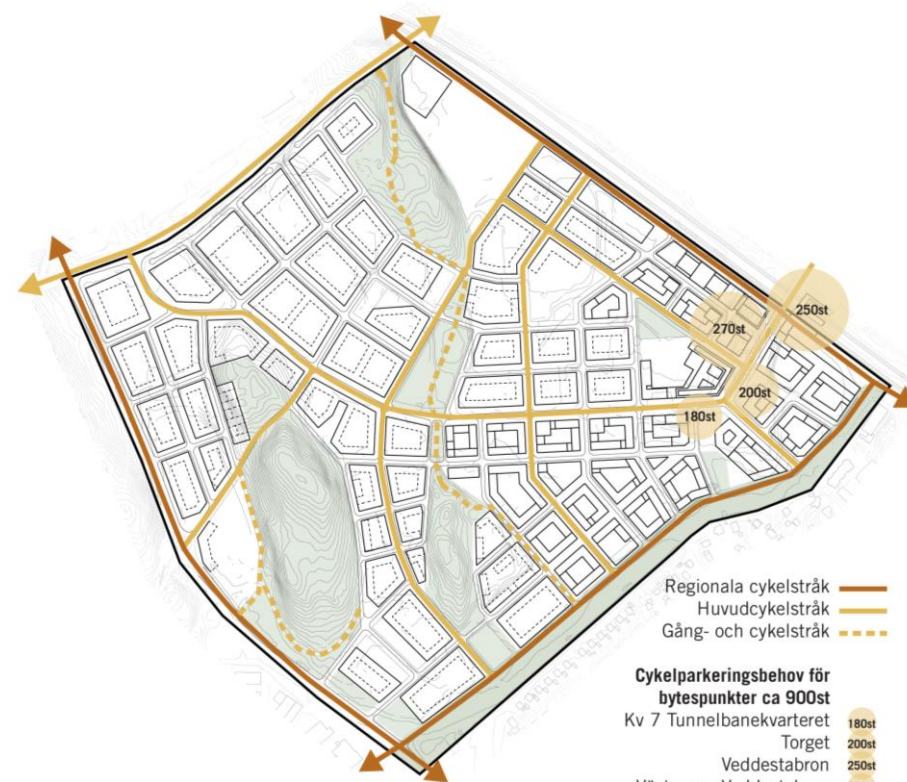 250st
270st
200st
180st
Regionala cykelstråk
Huvudcykelstråk
Gång- och cykelstråk
Cykelparkeringsbehov för
bytespunkter ca 900st
Kv 7 Tunnelbanekvarteret 180st
Torget 200st
Veddestabron 250st